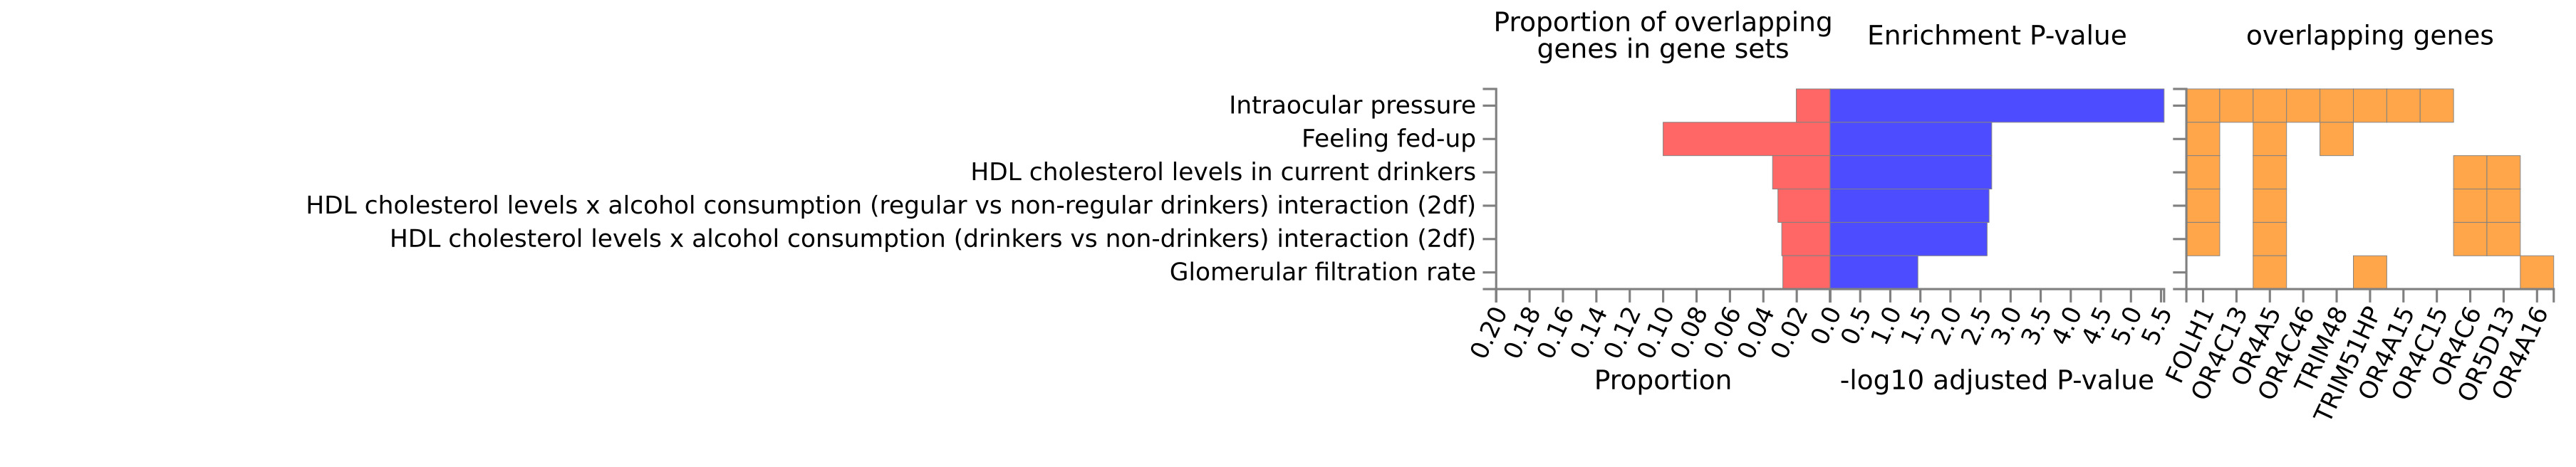 Proportion of overlapping
genes in gene sets
Enrichment P-value
overlapping genes
Intraocular pressure
Feeling fed-up
HDL cholesterol levels in current drinkers
HDL cholesterol levels x alcohol consumption (regular vs non-regular drinkers) interaction (2df)
HDL cholesterol levels x alcohol consumption (drinkers vs non-drinkers) interaction (2df)
Glomerular filtration rate
0.20 0.18 0.16 0.14 0.12 0.10 0.08 0.06 0.04 0.02 0.0 0.5 1.0 1.5 2.0 2.5 3.0 3.5 4.0 4.5 5.0 5.5
FOLH1 OR4C13 OR4A5 OR4C46 TRIM48 TRIM51HP OR4A15 OR4C15 OR4C6 OR5D13 OR4A16
Proportion
-log10 adjusted P-value